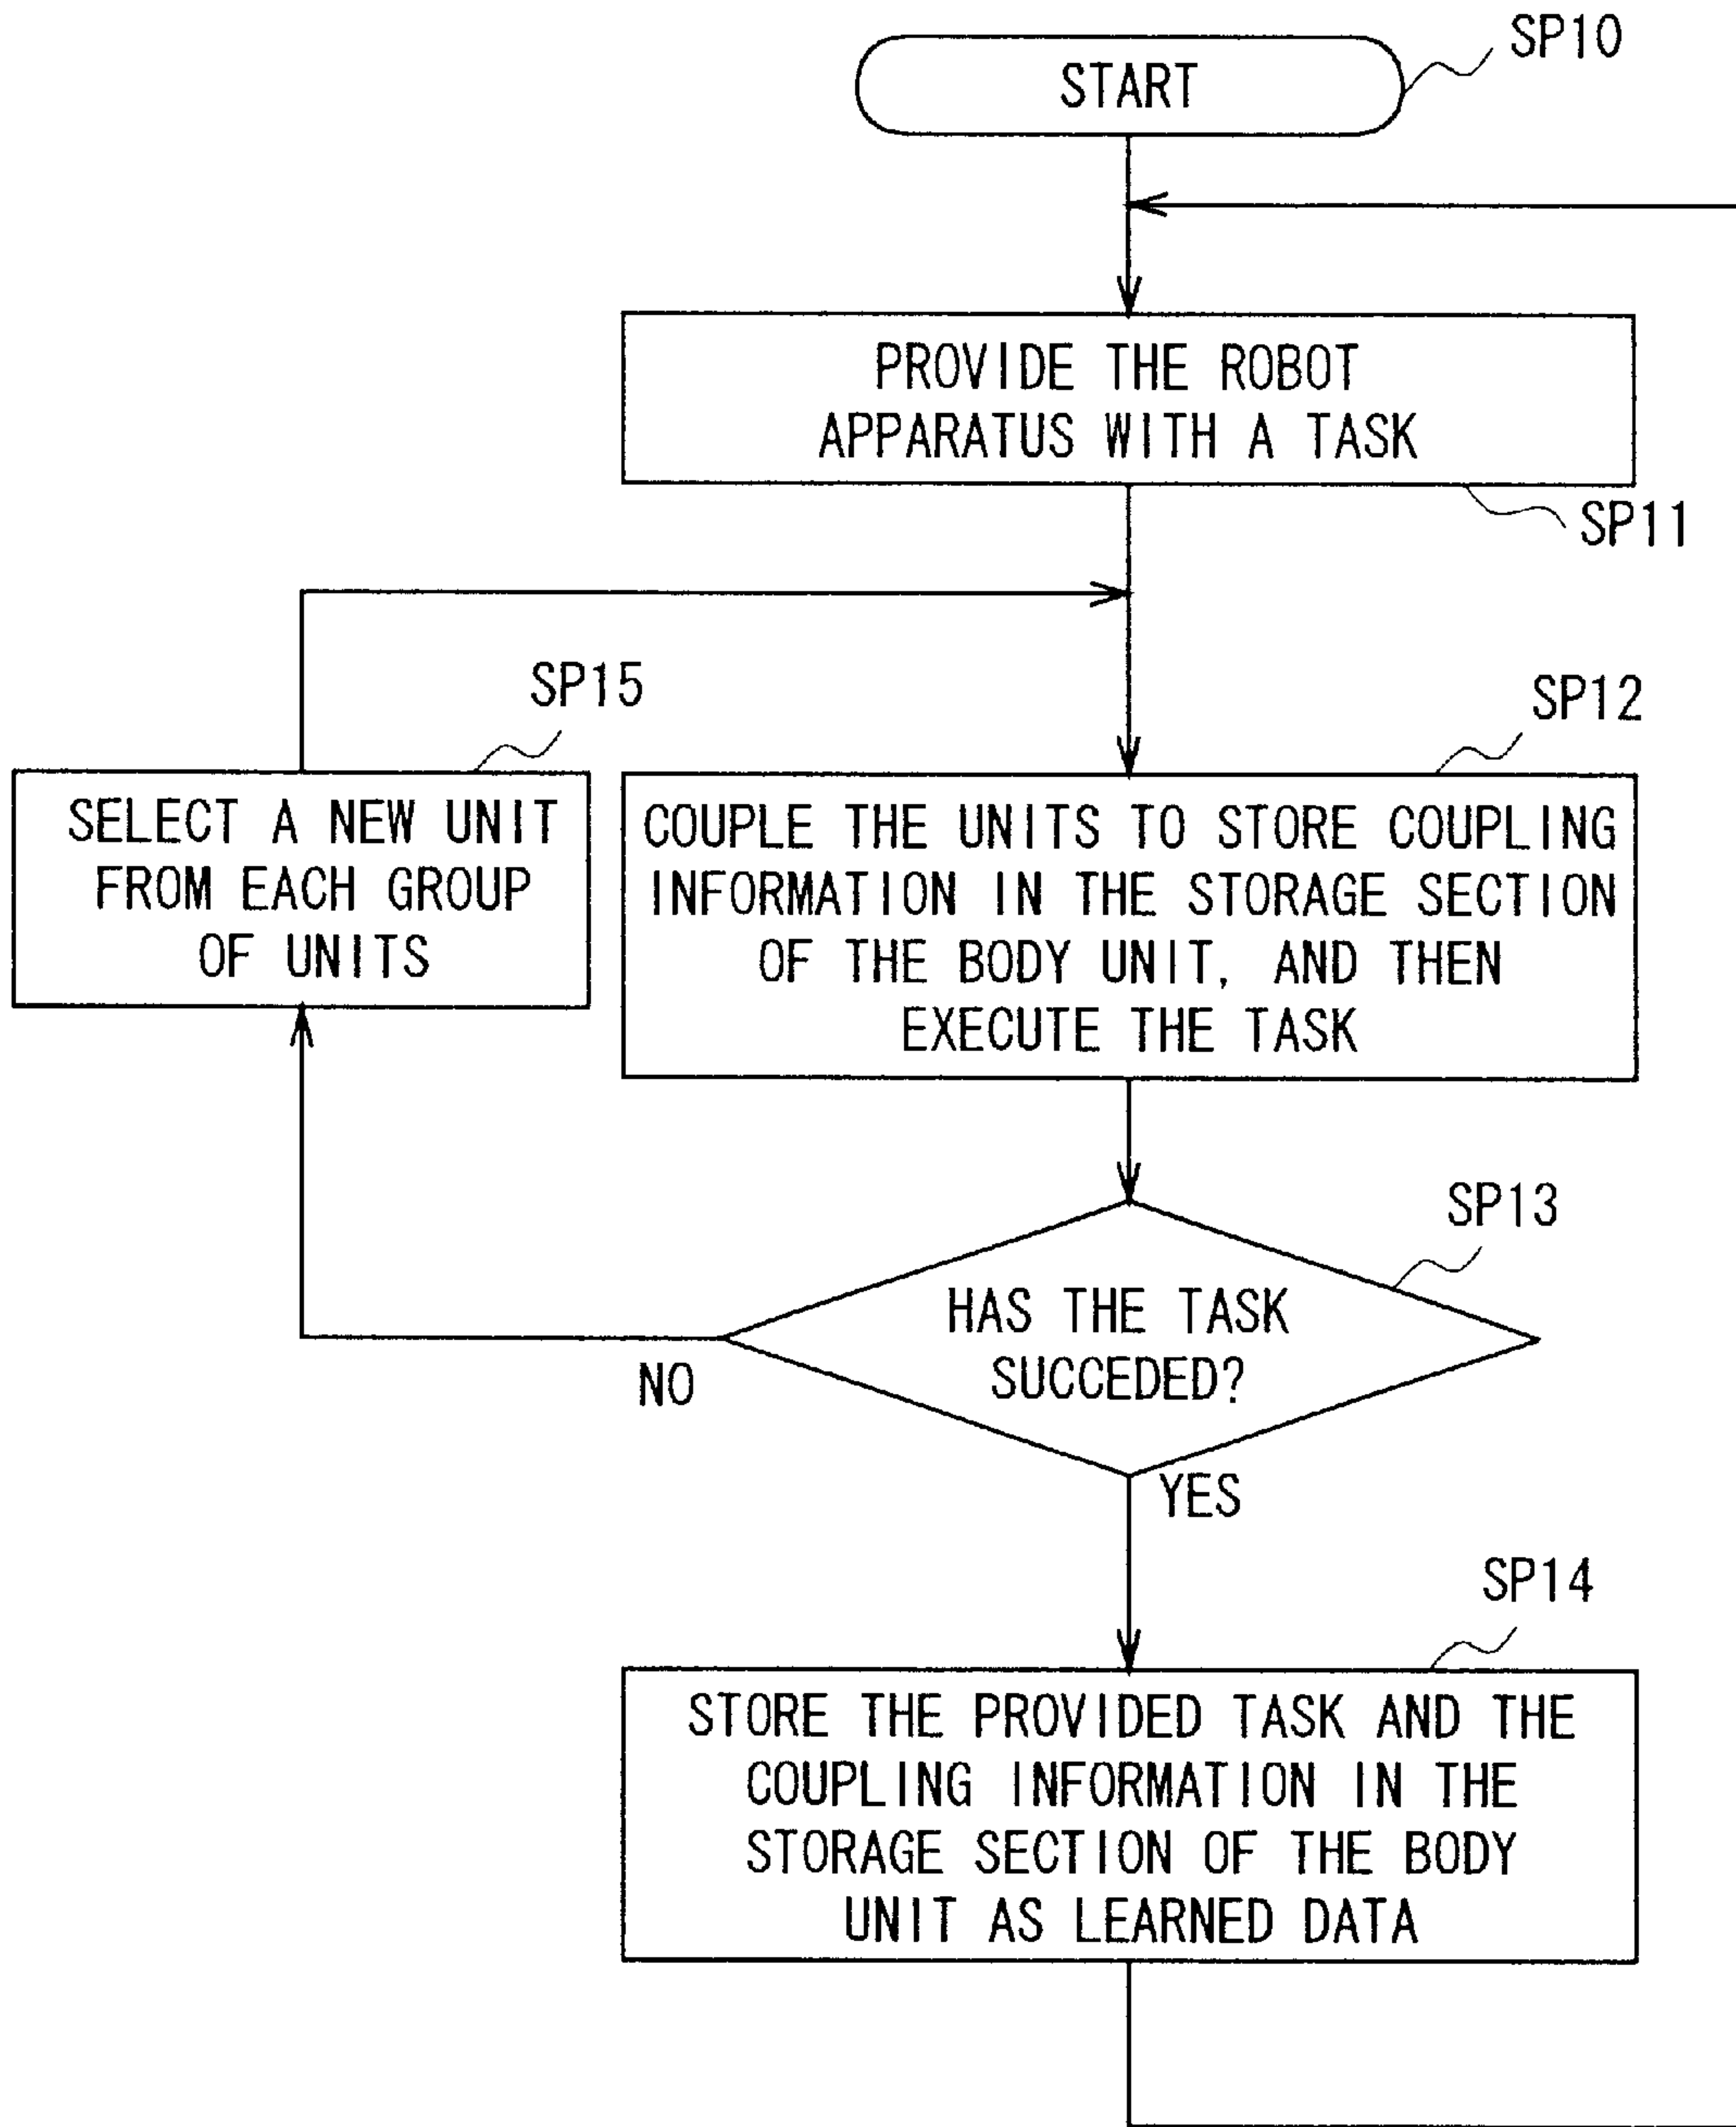 SP10
START
PROVIDE THE ROBOT
APPARATUS WITH A TASK
SP11
SP15
SELECT A NEW UNIT
FROM EACH GROUP
OF UNITS
SP12
COUPLE THE UNITS TO STORE COUPLING
INFORMATION IN THE STORAGE SECTION
OF THE BODY UNIT, AND THEN
EXECUTE THE TASK
SP13
HAS THE TASK
SUCCEDED?
NO
YES
SP14
STORE THE PROVIDED TASK AND THE
COUPLING INFORMATION IN THE
STORAGE SECTION OF THE BODY
UNIT AS LEARNED DATA